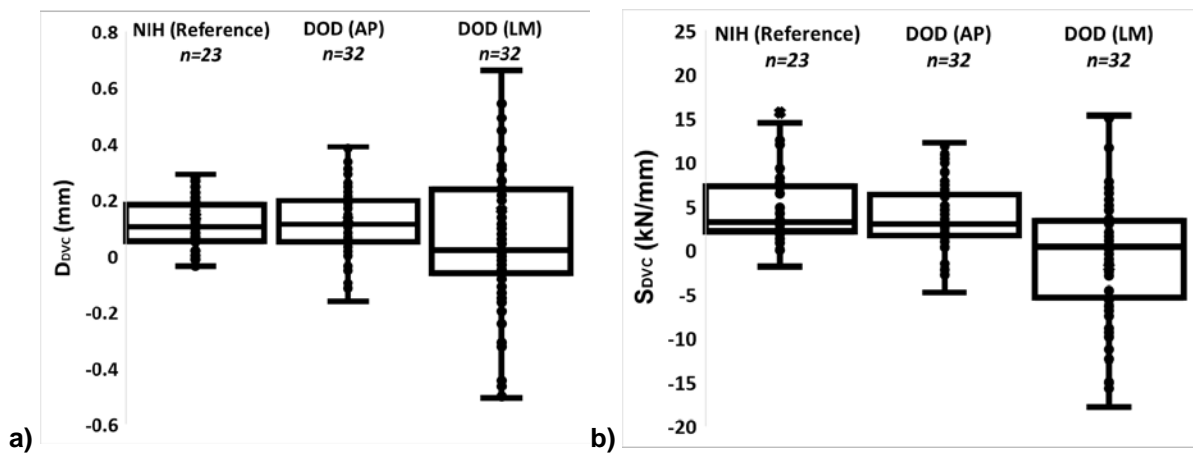 NIH (Reference) DOD (AP) DOD (LM)
n=23 n=32 n=32
0.8
0.6
0.4
0.2
0
-0.2
-0.4
-0.6
DDVC (mm)
a)
NIH (Reference) DOD (AP) DOD (LM)
n=23 n=32 n=32
25
20
15
10
5
0
-5
-10
-15
-20
SDVC (kN/mm)
b)